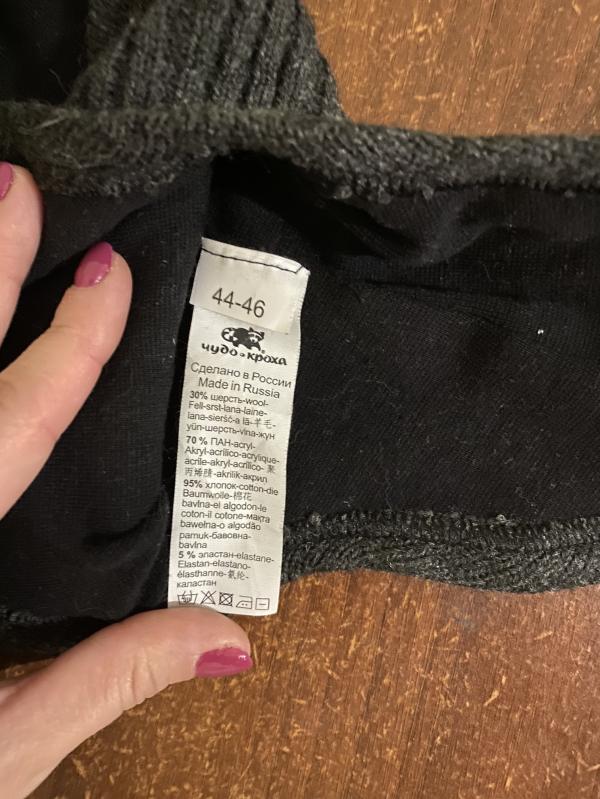 44-46
чудо-кроха
Сделано в России
Made in Russia
30% шерсть-wool-
Fell-srst-lana-laine-
lana-sierść-a lã-羊毛-
yün-шерсть-vlna-жүн
70 % ПАН-acryl-
Akryl-acrilico-acrylique-
acrile-akryl-acrílico- 聚
丙烯腈-akrilik-акрил
95% хлопок-cotton-die
Baumwolle-棉花
bavlna-el algodon-le
coton-il cotone-мақта
bawełna-o algodão
pamuk-бавовна-
bavlna
5 % эластан-elastane-
Elastan-elastano-
élasthanne-氨纶-
эластан